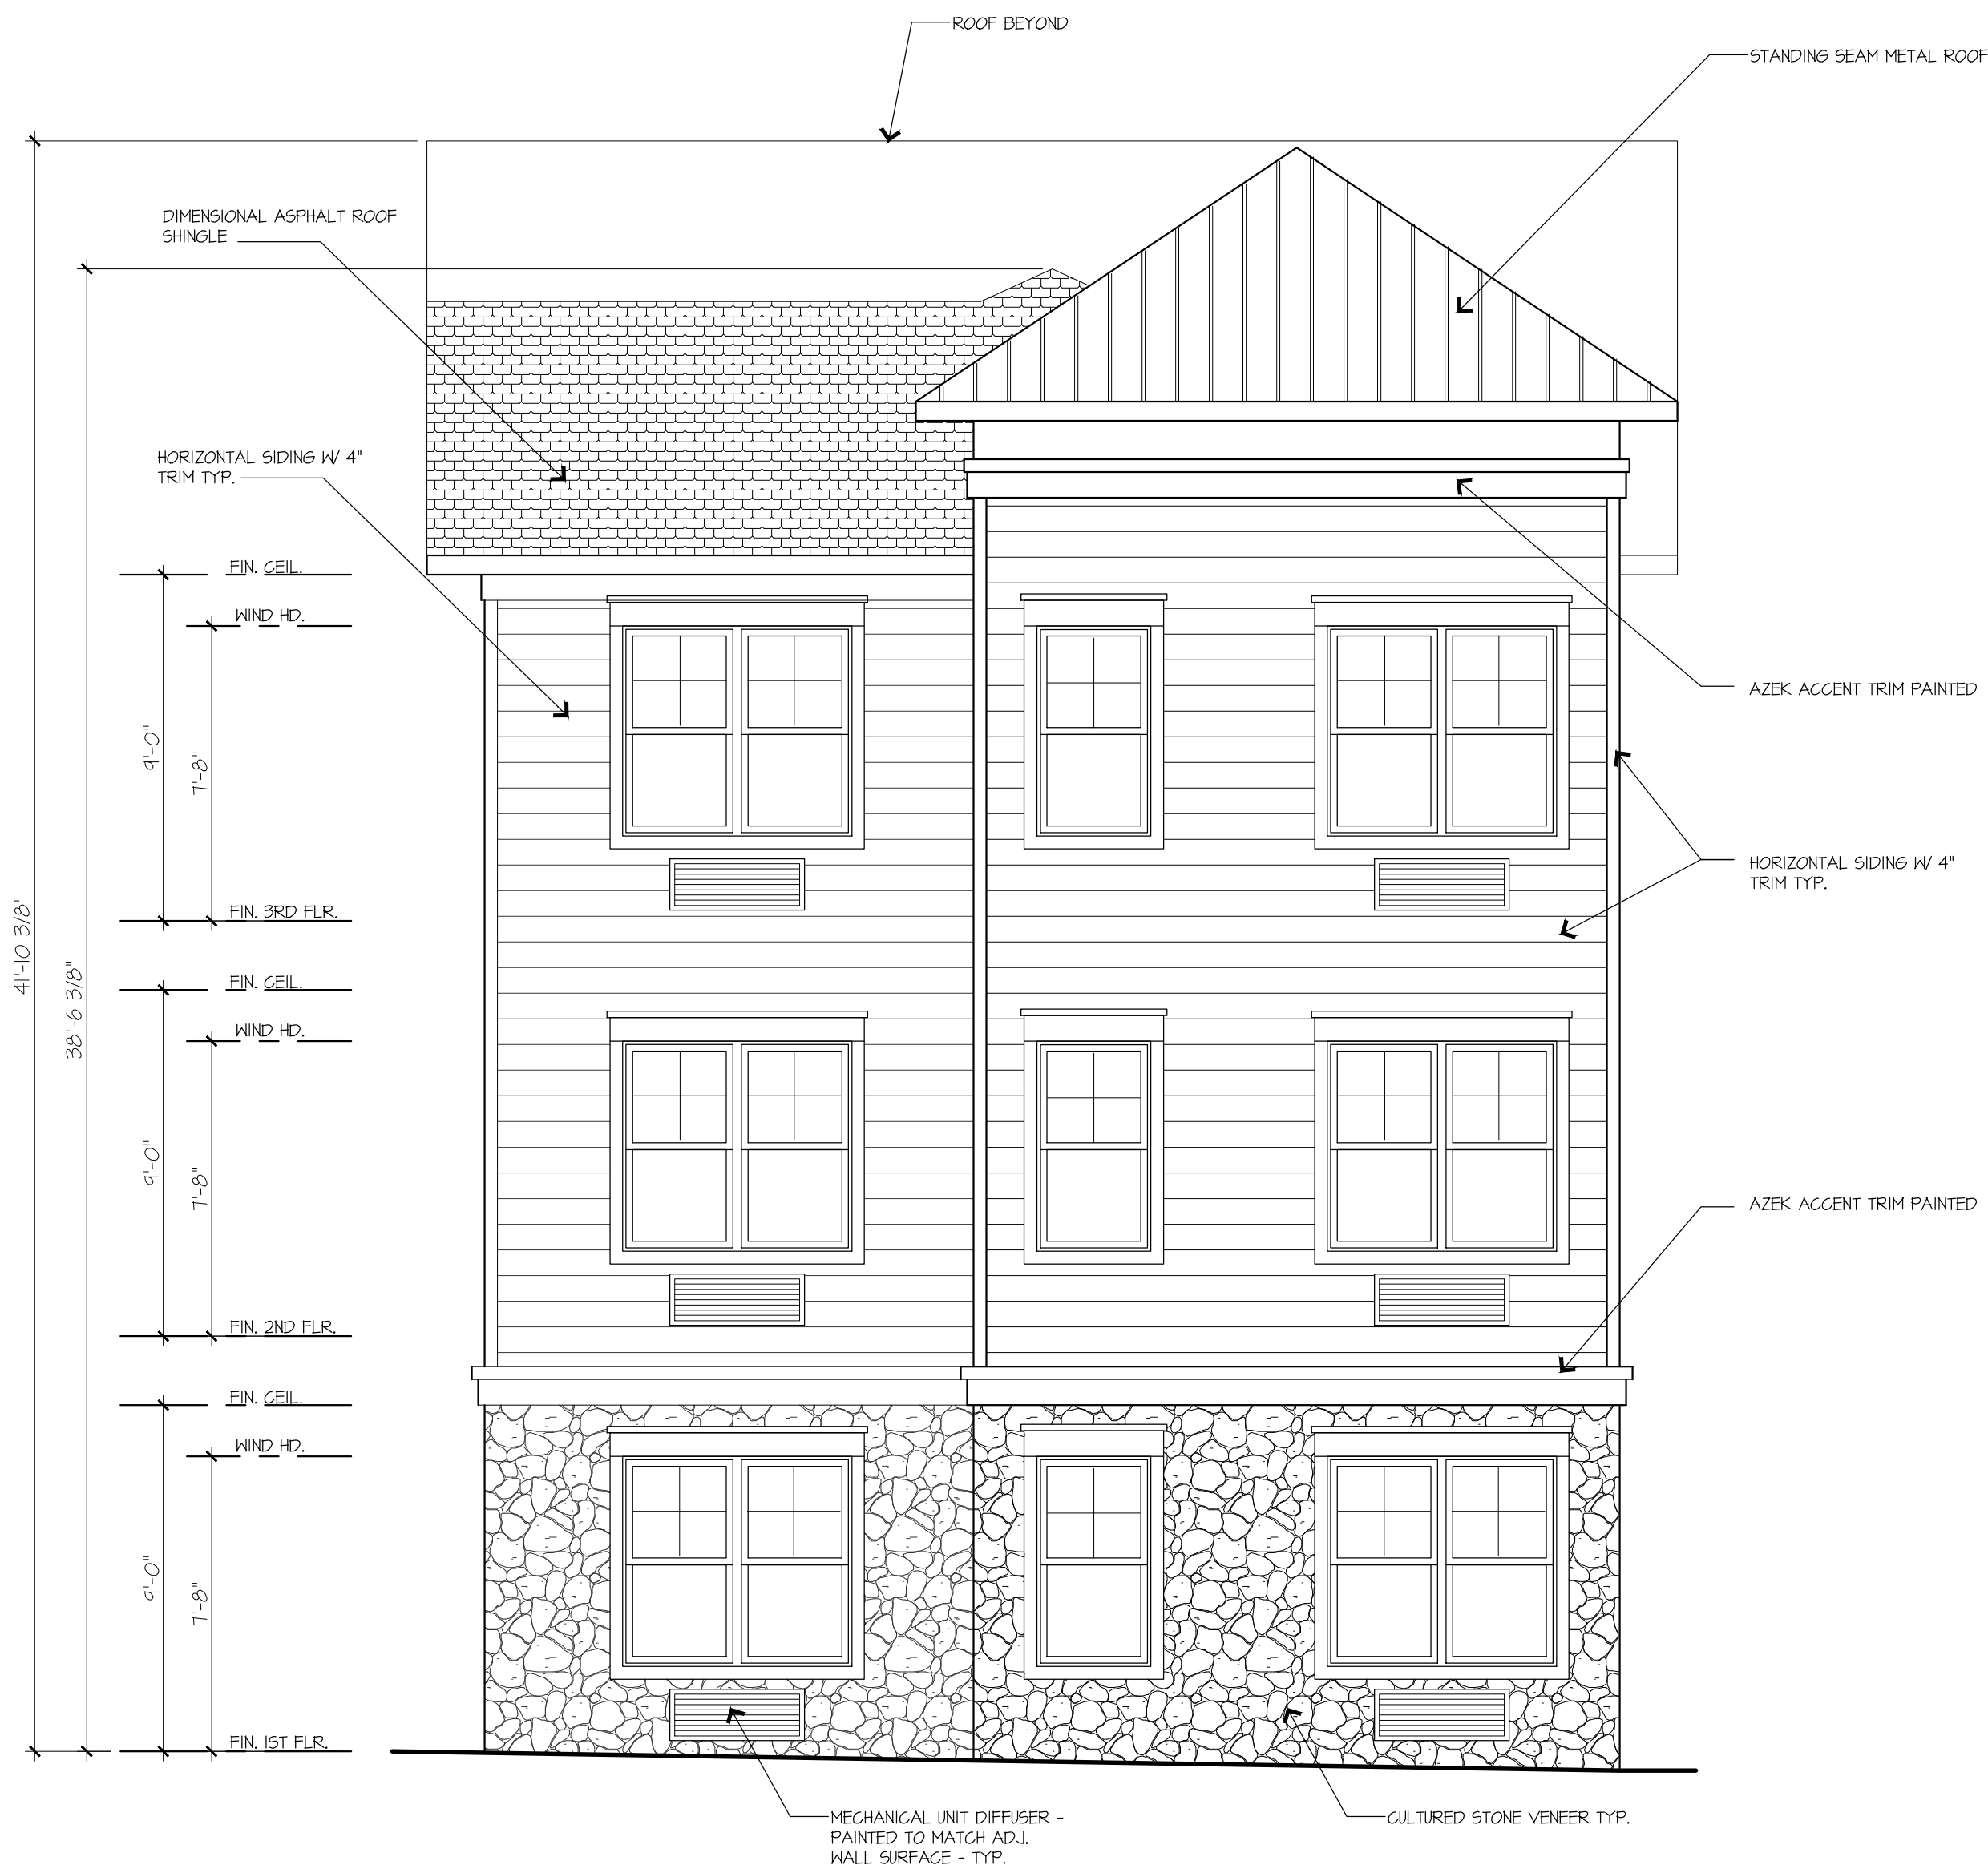 ROOF BEYOND
STANDING SEAM METAL ROOF
DIMENSIONAL ASPHALT ROOF
SHINGLE
HORIZONTAL SIDING W/ 4"
TRIM TYP.
FIN. CEIL.
WIND HD.
9'-0"
7'-8"
FIN. 3RD FLR.
AZEK ACCENT TRIM PAINTED
HORIZONTAL SIDING W/ 4"
TRIM TYP.
41'-10 3/8"
38'-6 3/8"
FIN. CEIL.
WIND HD.
9'-0"
7'-8"
FIN. 2ND FLR.
AZEK ACCENT TRIM PAINTED
FIN. CEIL.
WIND HD.
9'-0"
7'-8"
FIN. 1ST FLR.
MECHANICAL UNIT DIFFUSER -
PAINTED TO MATCH ADJ.
WALL SURFACE - TYP.
CULTURED STONE VENEER TYP.